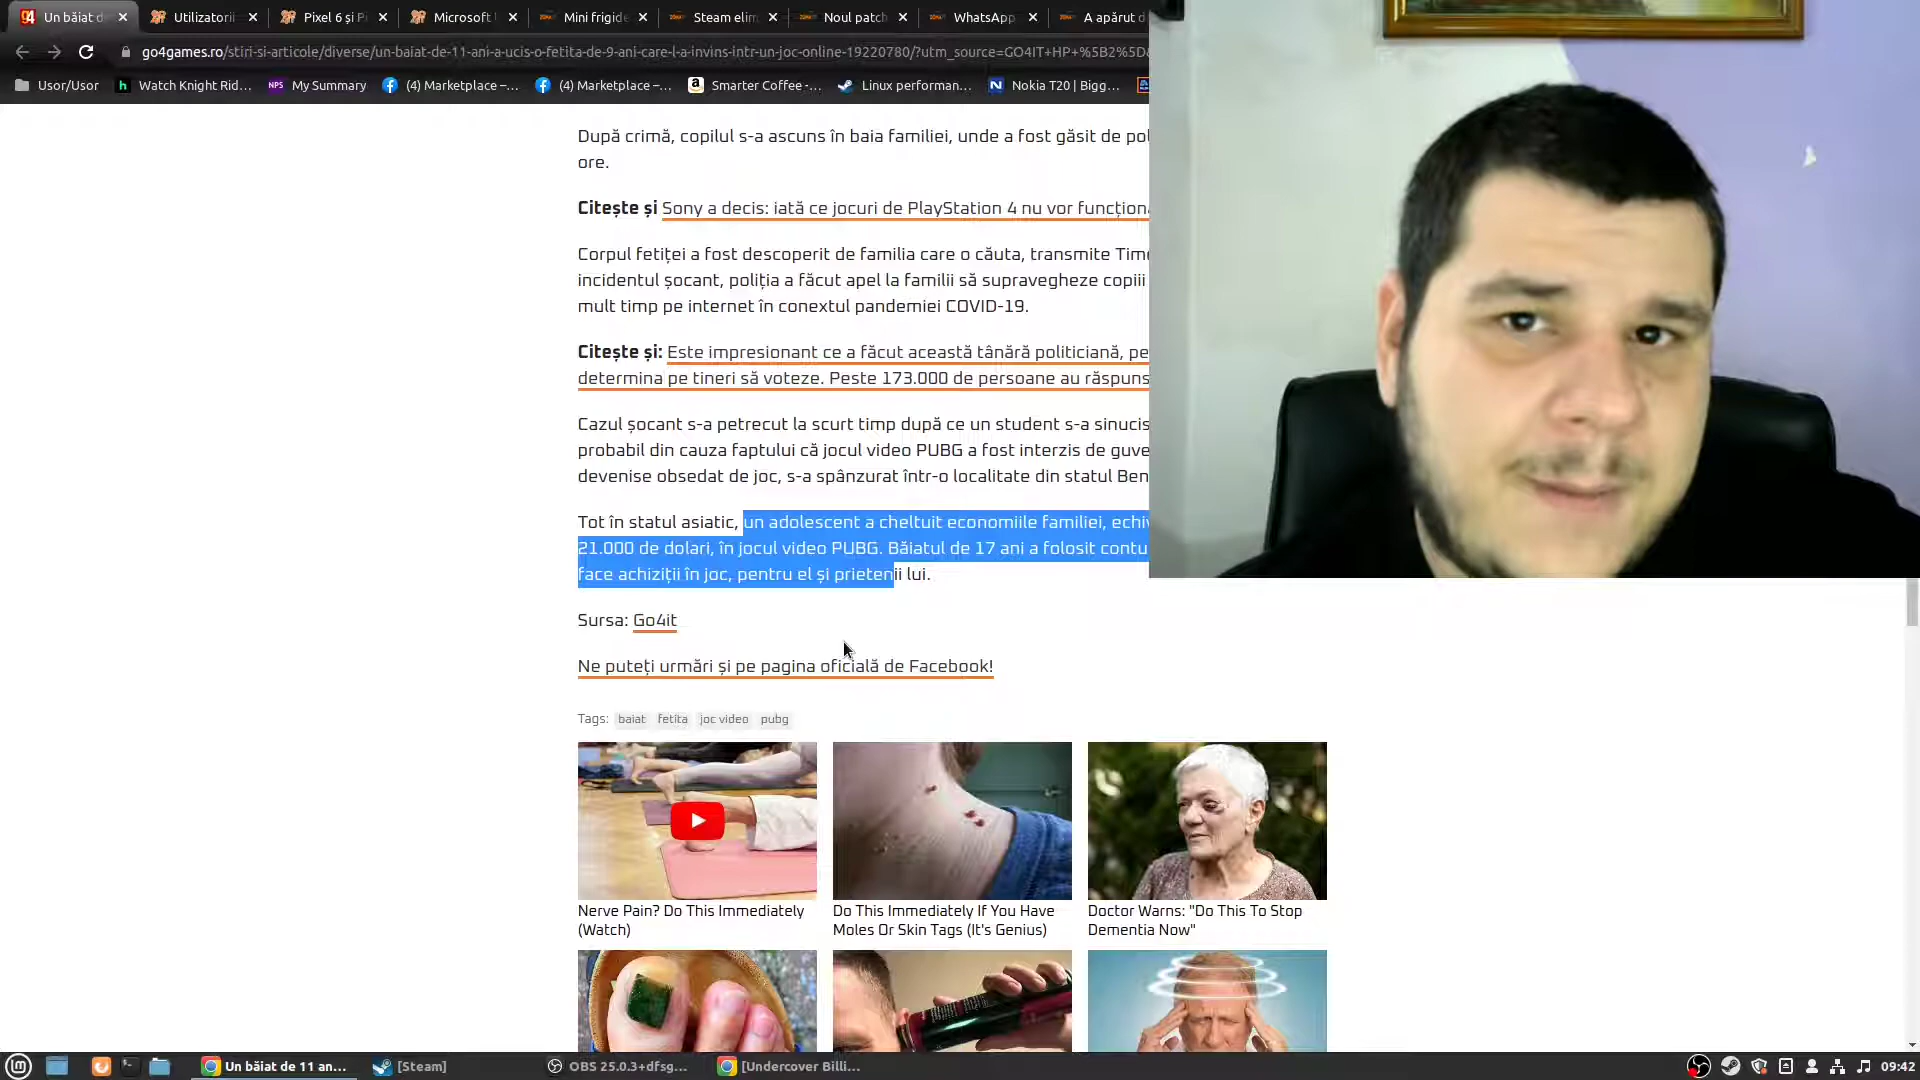 Un băiat d
Utilizatorii
Pixel 6 și Pi
Microsoft
Mini frigide
Steam elim
Noul patch
WhatsApp
A apărut d
go4games.ro/stiri-si-articole/diverse/un-baiat-de-11-ani-a-ucis-o-fetita-de-9-ani-care-l-a-invins-intr-un-joc-online-19220780/?utm_source=GO4IT+HP+%5B2%5D
Usor/Usor
h Watch Knight Rid...
NPS My Summary
(4) Marketplace –...
(4) Marketplace –...
a Smarter Coffee -...
Linux performan...
N Nokia T20 | Bigg...
După crimă, copilul s-a ascuns în baia familiei, unde a fost găsit de pol
ore.
Citește și Sony a decis: iată ce jocuri de PlayStation 4 nu vor funcționa
Corpul fetiței a fost descoperit de familia care o căuta, transmite Time
incidentul șocant, poliția a făcut apel la familii să supravegheze copiii
mult timp pe internet în conextul pandemiei COVID-19.
Citește și: Este impresionant ce a făcut această tânără politiciană, pe
determina pe tineri să voteze. Peste 173.000 de persoane au răspuns
Cazul șocant s-a petrecut la scurt timp după ce un student s-a sinucis
probabil din cauza faptului că jocul video PUBG a fost interzis de guve
devenise obsedat de joc, s-a spânzurat într-o localitate din statul Ben
Tot în statul asiatic, un adolescent a cheltuit economiile familiei, echiv
21.000 de dolari, în jocul video PUBG. Băiatul de 17 ani a folosit contu
face achiziții în joc, pentru el și prietenii lui.
Sursa: Go4it
Ne puteți urmări și pe pagina oficială de Facebook!
Tags: baiat fetita joc video pubg
Nerve Pain? Do This Immediately
(Watch)
Do This Immediately If You Have
Moles Or Skin Tags (It's Genius)
Doctor Warns: "Do This To Stop
Dementia Now"
Un băiat de 11 an...
[Steam]
OBS 25.0.3+dfsg...
[Undercover Billi...
09:42